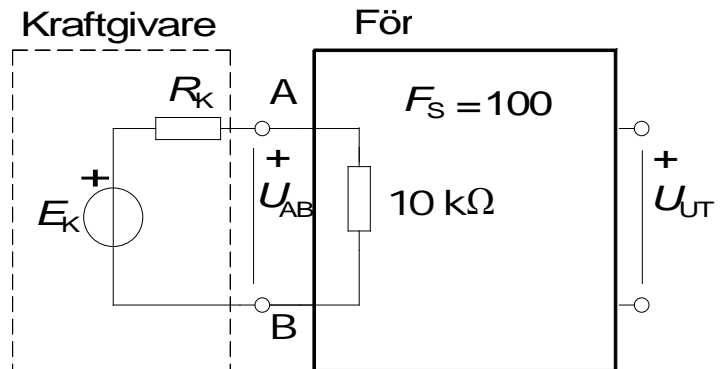 Kraftgivare
För
R_K
A
F_S = 100
+
E_K
+
U_AB
10 kΩ
+
U_UT
B